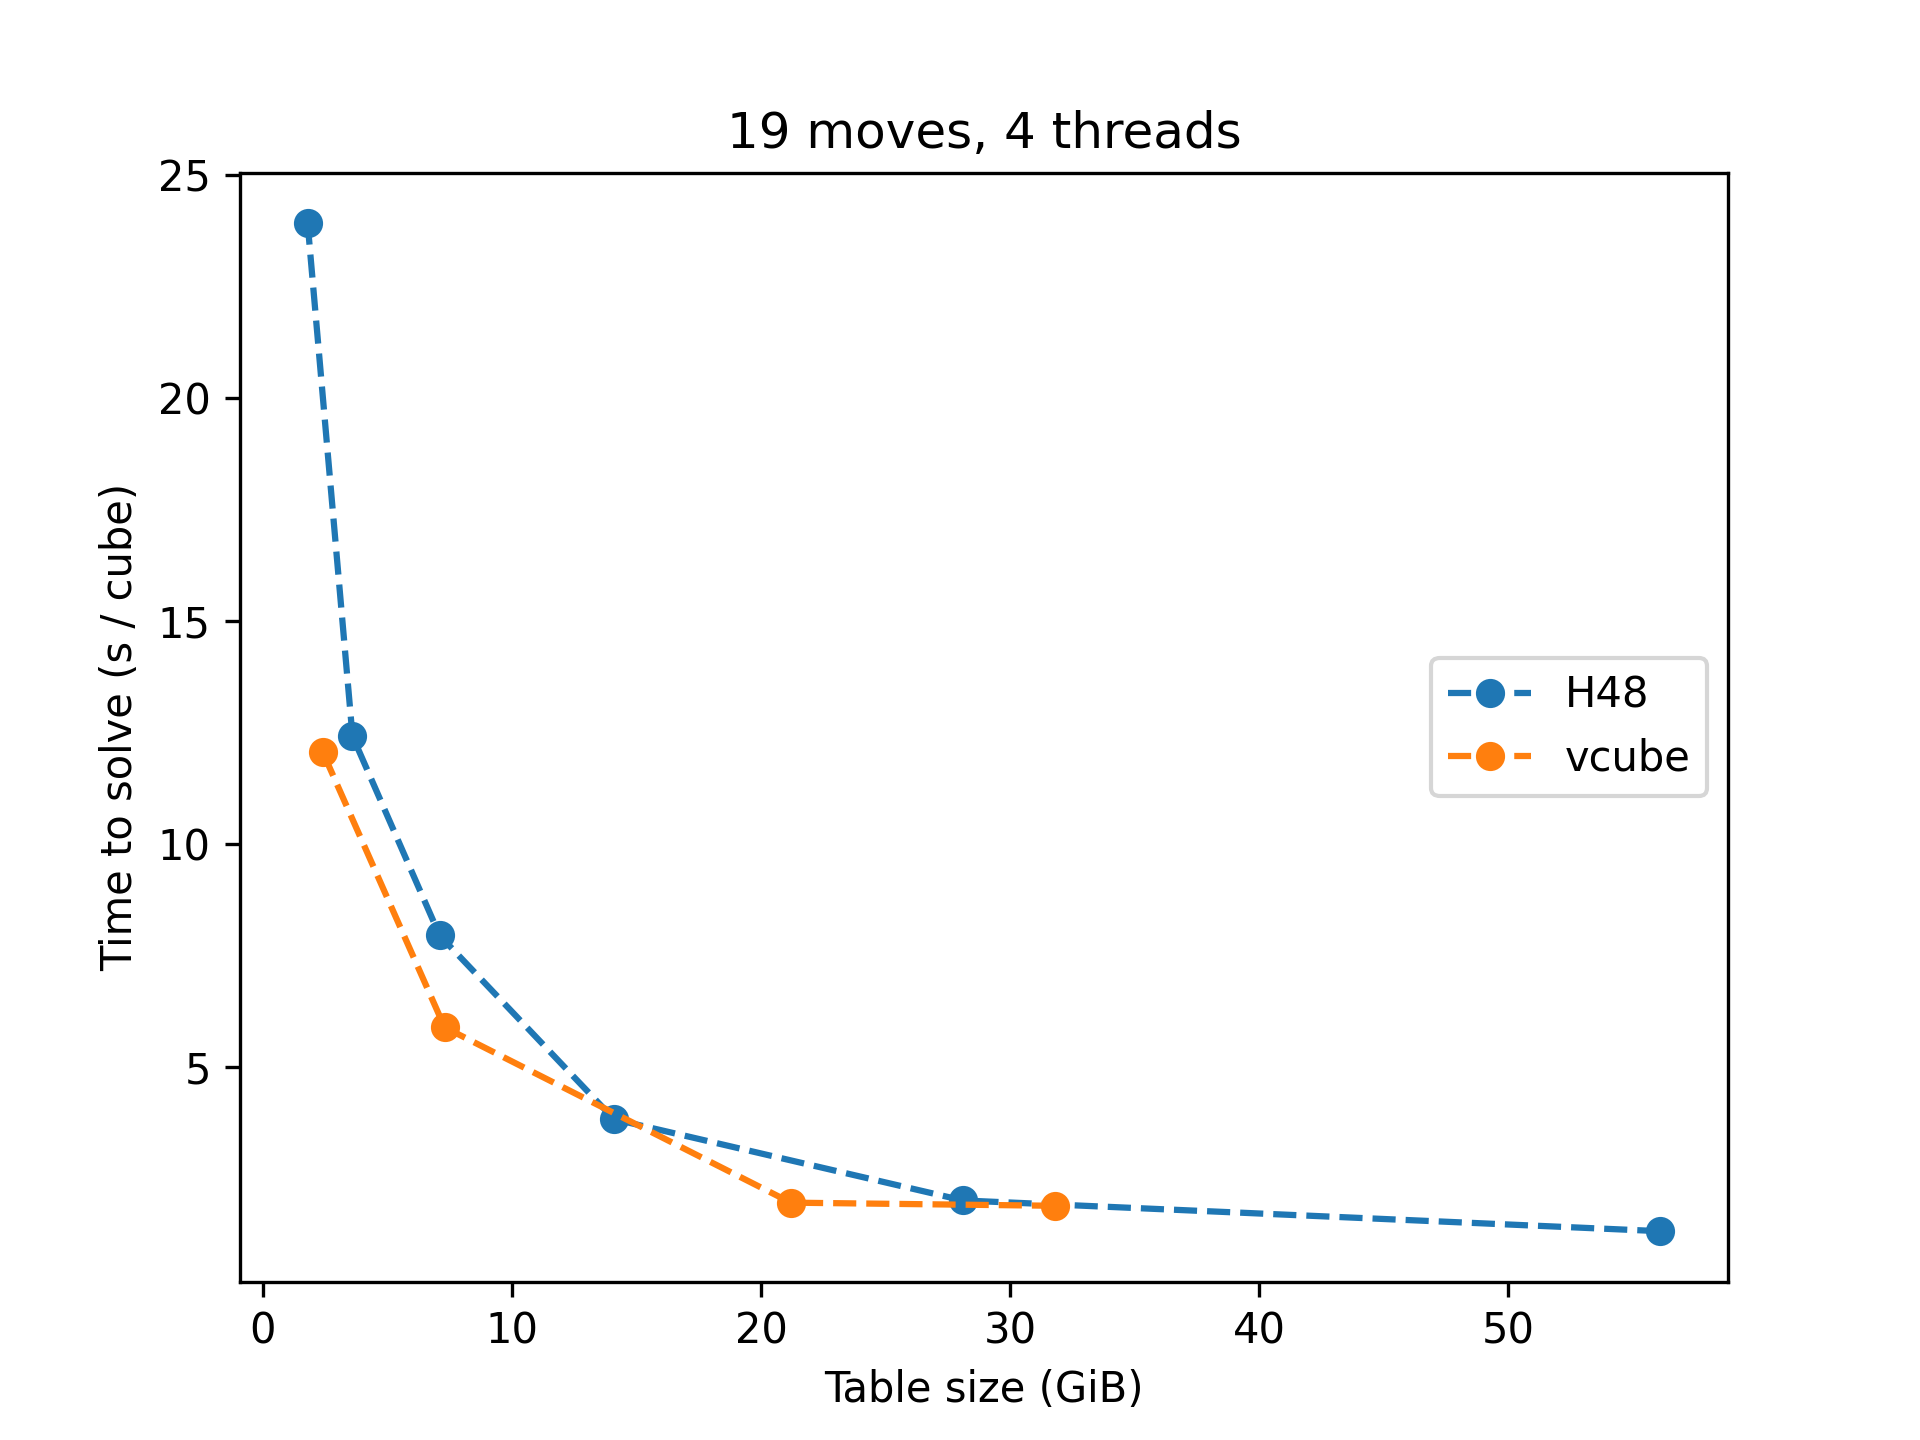 19 moves, 4 threads
25
20
15
10
5
Time to solve (s / cube)
H48
vcube
0 10 20 30 40 50
Table size (GiB)